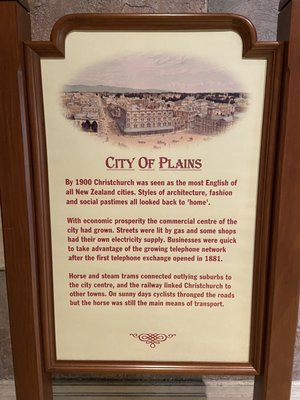 CITY OF PLAINS
By 1900 Christchurch was seen as the most English of
all New Zealand cities. Styles of architecture, fashion
and social pastimes all looked back to 'home'.
With economic prosperity the commercial centre of the
city had grown. Streets were lit by gas and some shops
had their own electricity supply. Businesses were quick
to take advantage of the growing telephone network
after the first telephone exchange opened in 1881.
Horse and steam trams connected outlying suburbs to
the city centre, and the railway linked Christchurch to
other towns. On sunny days cyclists thronged the roads
but the horse was still the main means of transport.